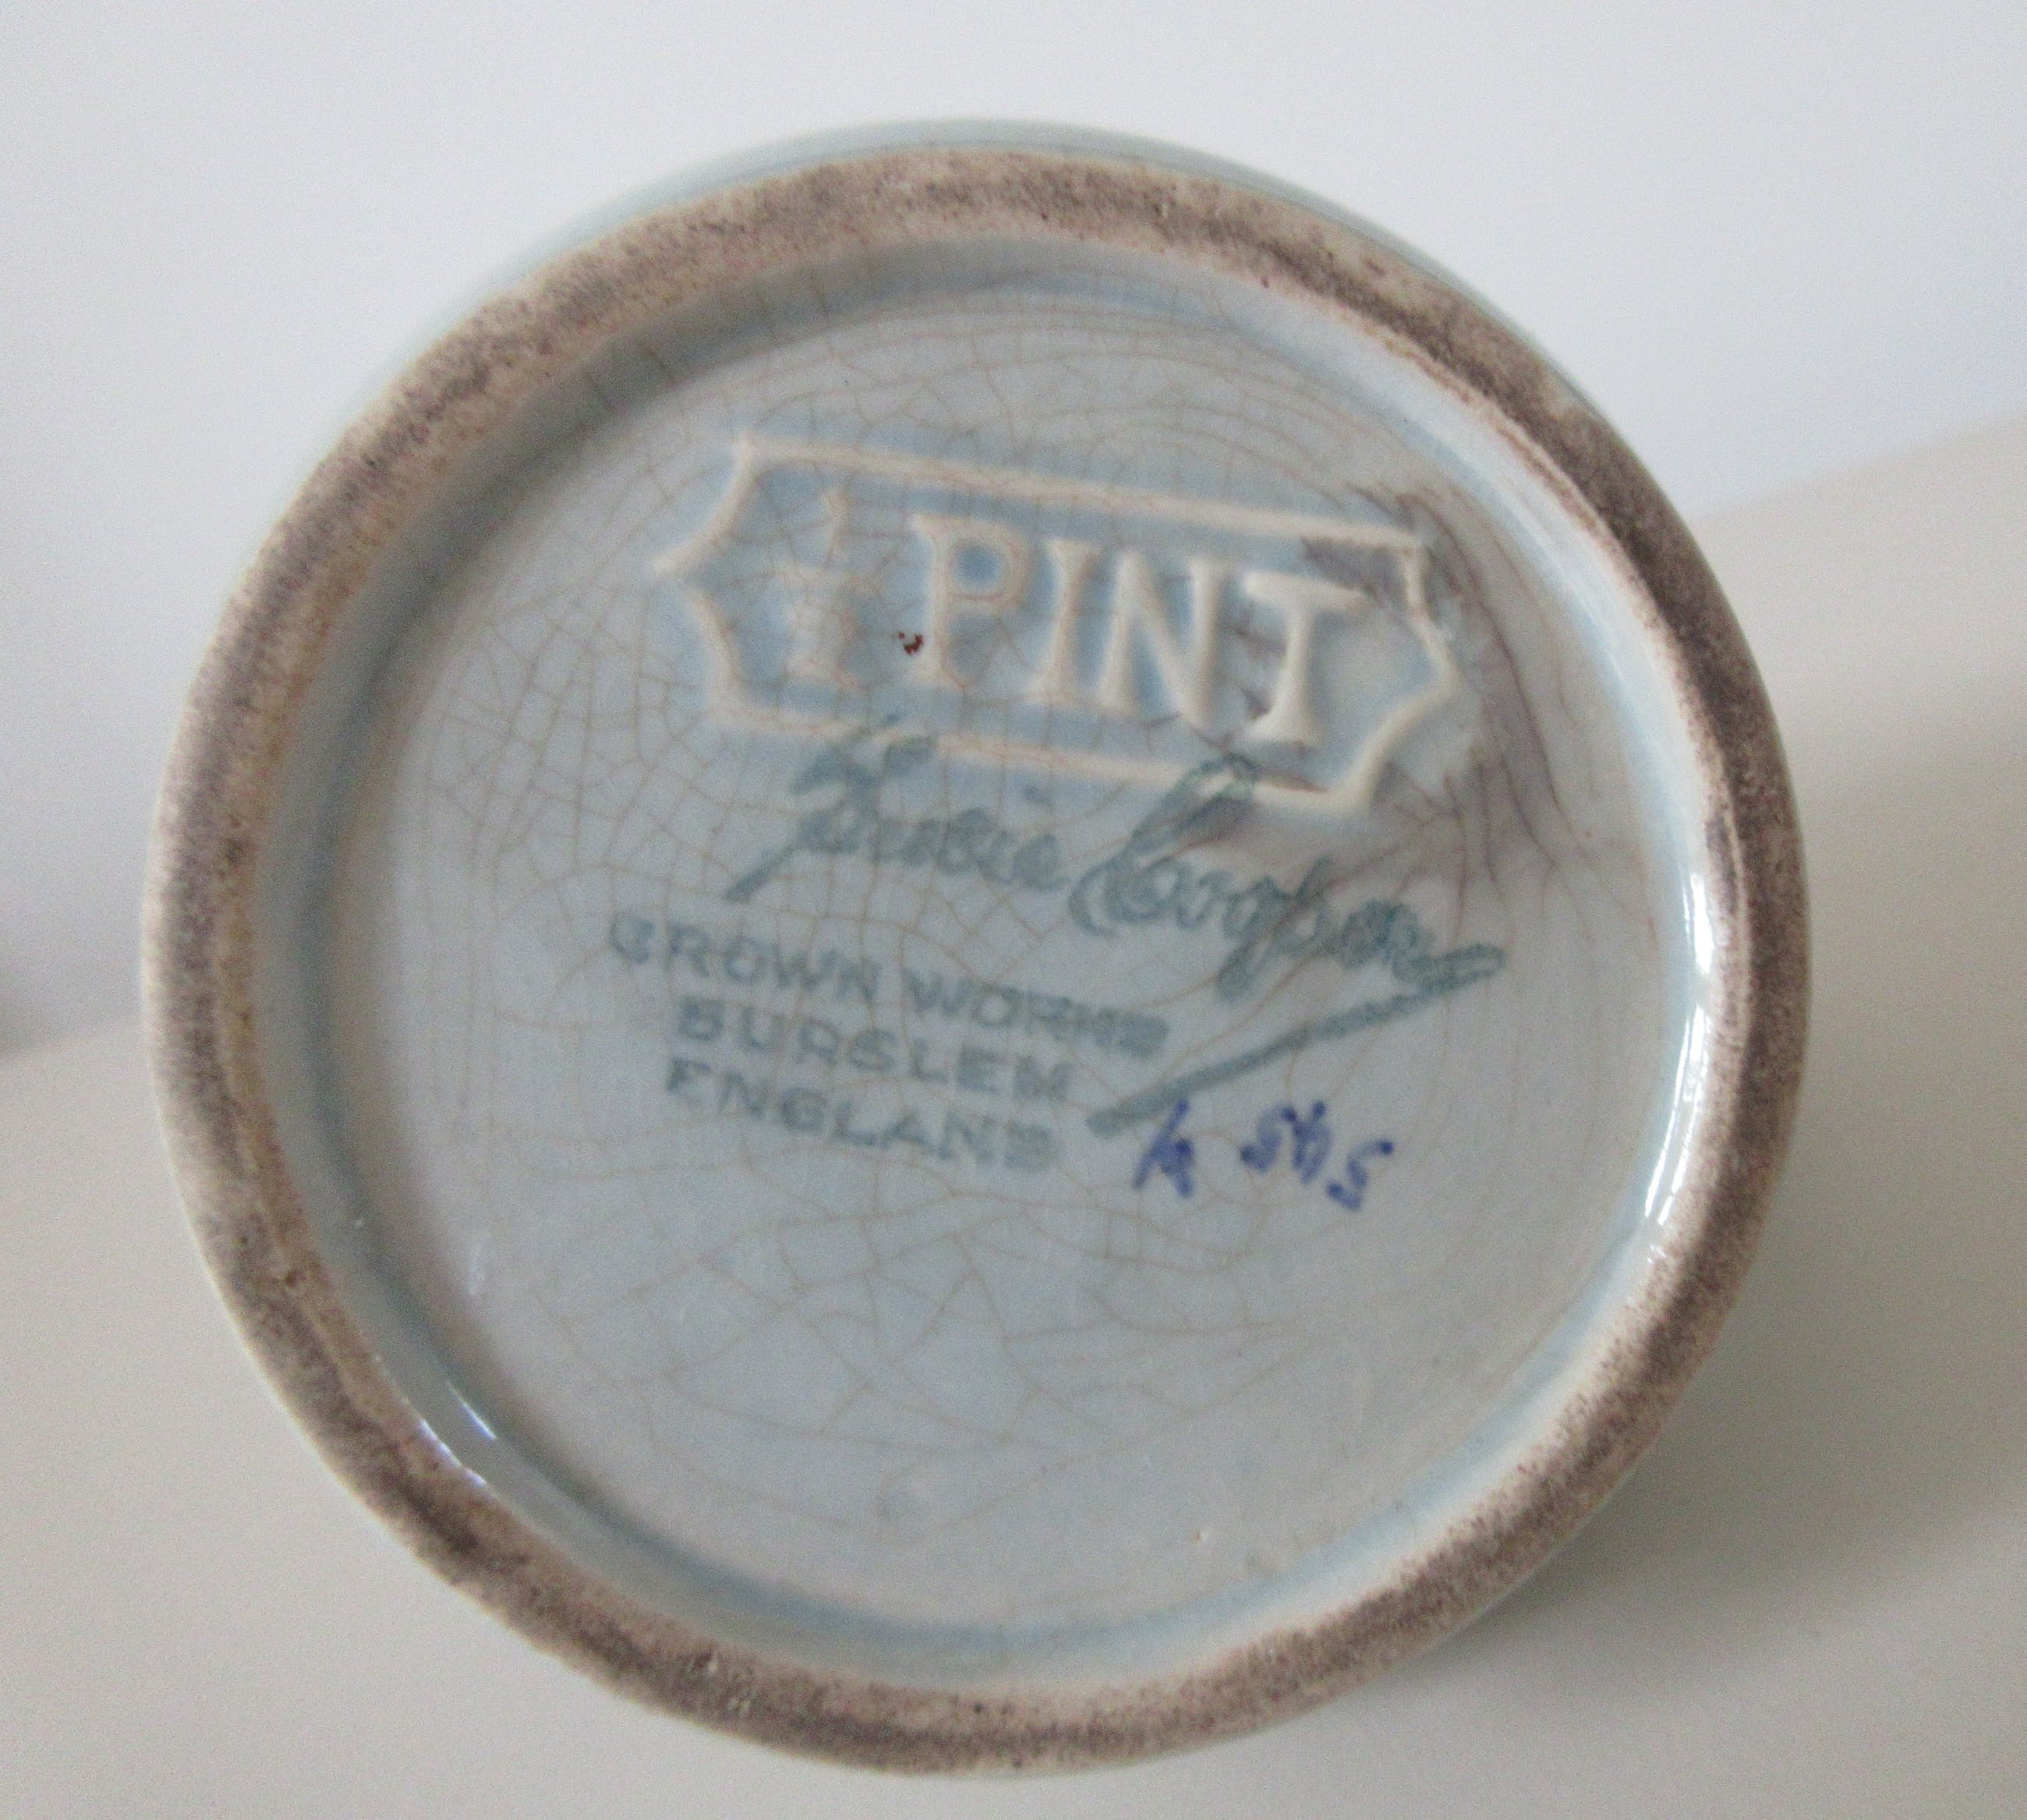 PINT
Susie Cooper
CROWN WORKS
BURSLEM
ENGLAND